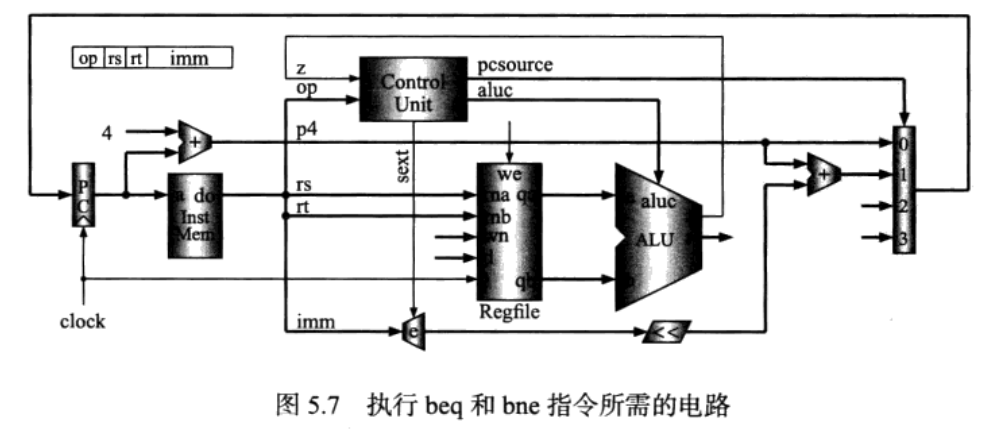 op rs rt imm
z
op
Control
Unit
pcsource
aluc
4
+
p4
0
sext
we
PC
a do
Inst
Mem
rs
rt
na qa
nb
wn
d
aluc
ALU
+
1
2
3
qb
clock
Regfile
imm
e
<<
图 5.7 执行 beq 和 bne 指令所需的电路